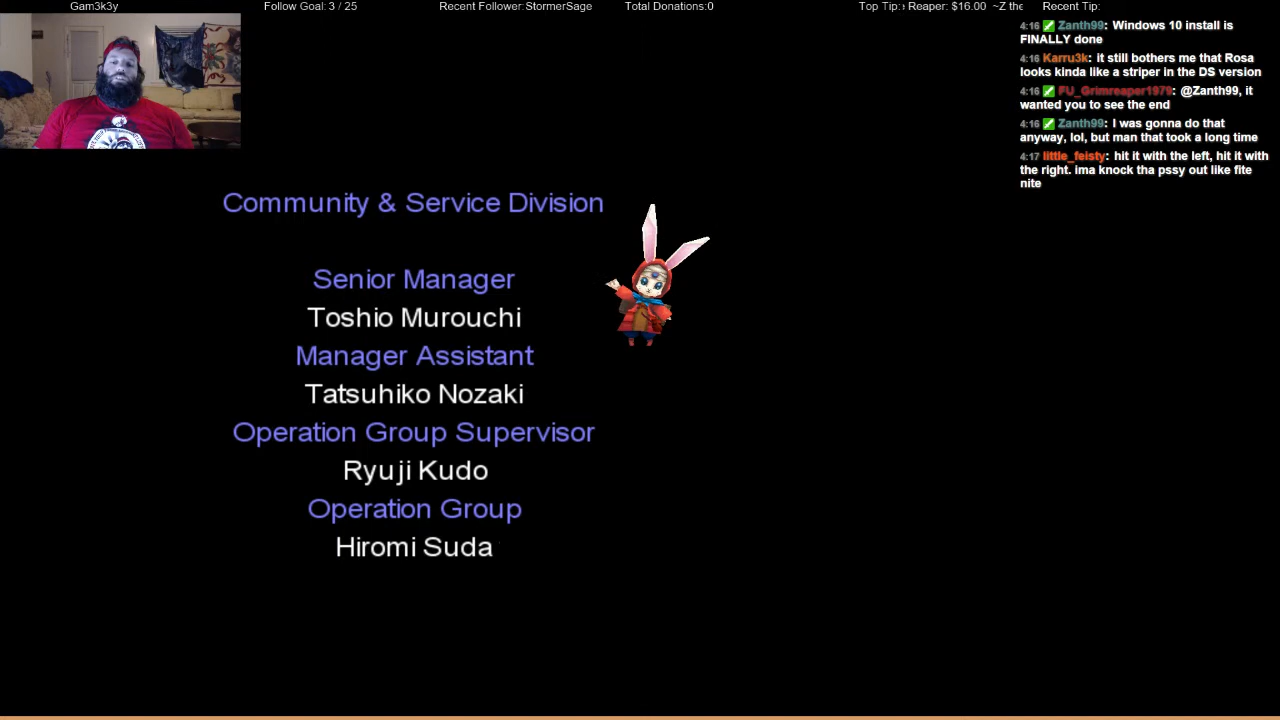 Gam3k3y
Follow Goal: 3 / 25
Recent Follower:StormerSage
Total Donations:0
Top Tip: Reaper: $16.00 ~Z the
Recent Tip:
4:16 Zanth99: Windows 10 install is
FINALLY done
4:16 Karru3k: it still bothers me that Rosa
looks kinda like a striper in the DS version
4:16 FU_Grimreaper1979: @Zanth99, it
wanted you to see the end
4:16 Zanth99: I was gonna do that
anyway, lol, but man that took a long time
4:17 little_feisty: hit it with the left, hit it with
the right. ima knock tha pssy out like fite
nite
Community & Service Division
Senior Manager
Toshio Murouchi
Manager Assistant
Tatsuhiko Nozaki
Operation Group Supervisor
Ryuji Kudo
Operation Group
Hiromi Suda